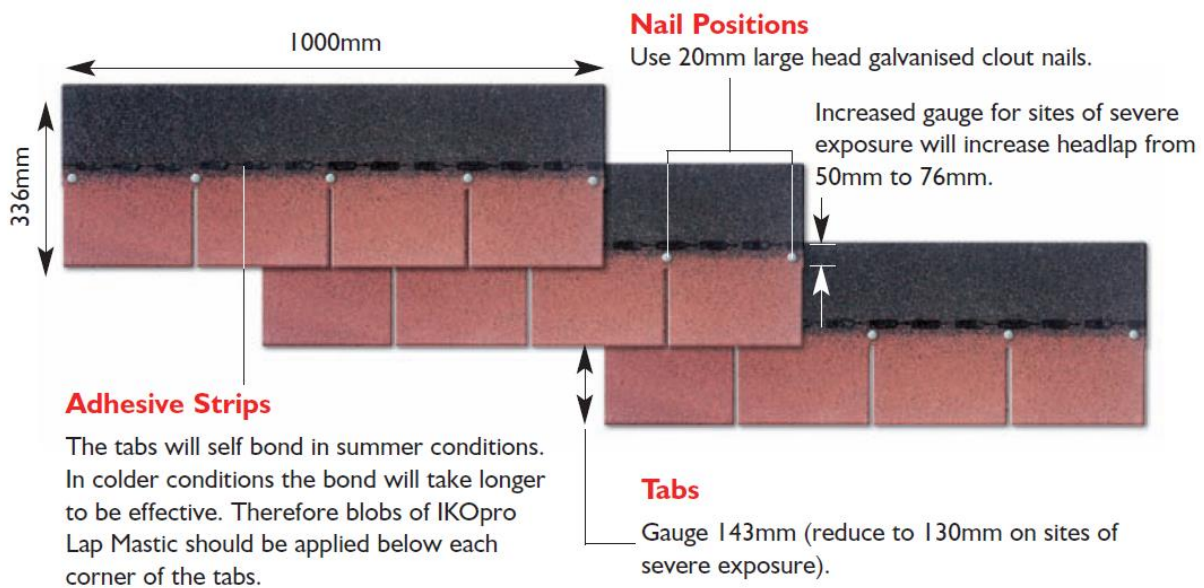 1000mm
336mm
Nail Positions
Use 20mm large head galvanised clout nails.
Increased gauge for sites of severe
exposure will increase headlap from
50mm to 76mm.
Adhesive Strips
The tabs will self bond in summer conditions.
In colder conditions the bond will take longer
to be effective. Therefore blobs of IKOpro
Lap Mastic should be applied below each
corner of the tabs.
Tabs
Gauge 143mm (reduce to 130mm on sites of
severe exposure).